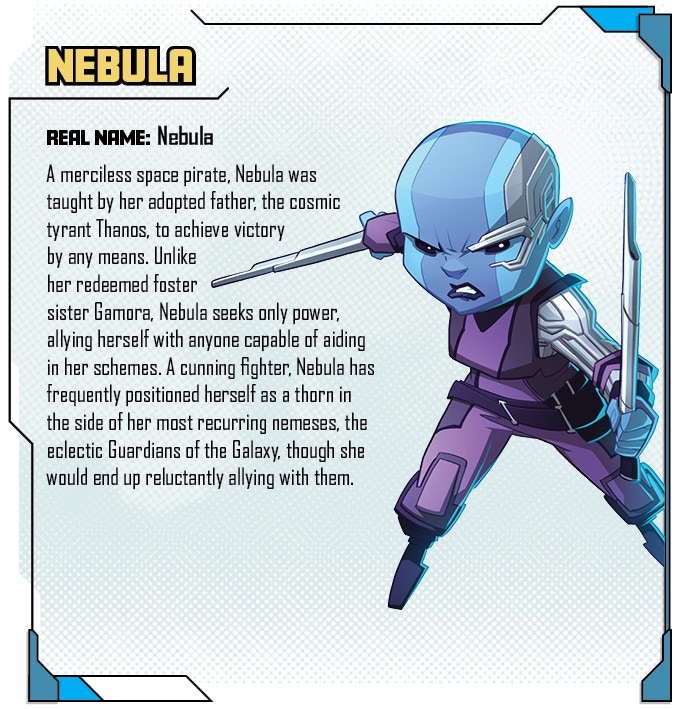 NEBULA
REAL NAME: Nebula
A merciless space pirate, Nebula was
taught by her adopted father, the cosmic
tyrant Thanos, to achieve victory
by any means. Unlike
her redeemed foster
sister Gamora, Nebula seeks only power,
allying herself with anyone capable of aiding
in her schemes. A cunning fighter, Nebula has
frequently positioned herself as a thorn in
the side of her most recurring nemeses, the
eclectic Guardians of the Galaxy, though she
would end up reluctantly allying with them.